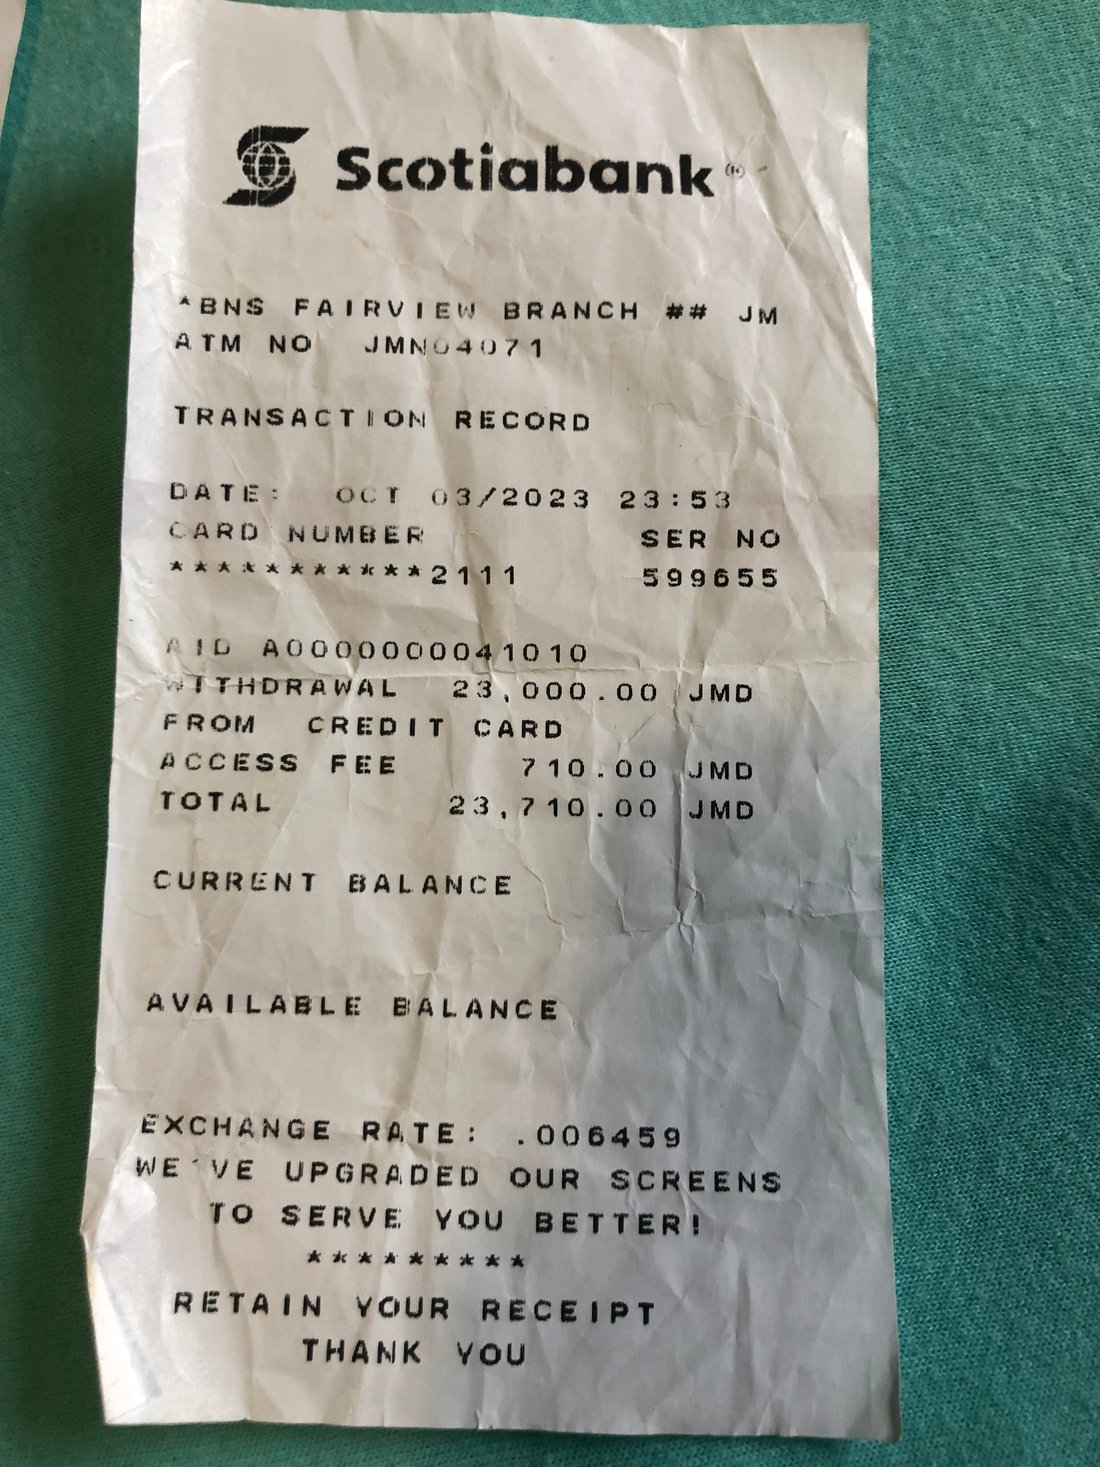 Scotiabank®
*BNS FAIRVIEW BRANCH ## JM
ATM NO JMN04071
TRANSACTION RECORD
DATE: OCT 03/2023 23:53
CARD NUMBER SER NO
***********2111 599655
AID A0000000041010
WITHDRAWAL 23,000.00 JMD
FROM CREDIT CARD
ACCESS FEE 710.00 JMD
TOTAL 23,710.00 JMD
CURRENT BALANCE
AVAILABLE BALANCE
EXCHANGE RATE: .006459
WE'VE UPGRADED OUR SCREENS
TO SERVE YOU BETTER!
*********
RETAIN YOUR RECEIPT
THANK YOU